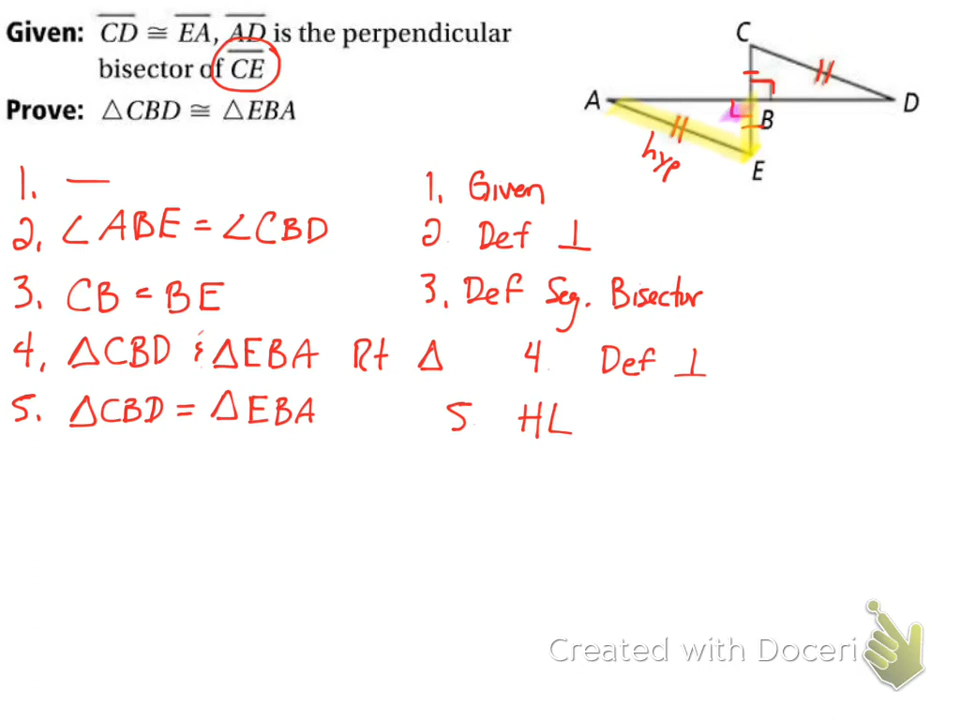 Given: CD ≅ EA, AD is the perpendicular
bisector of CE
Prove: △CBD ≅ △EBA
C
A
D
B
E
hyp
1. —
1. Given
2. ∠ABE = ∠CBD
2. Def ⊥
3. CB = BE
3. Def Seg. Bisector
4. △CBD & △EBA Rt △
4. Def ⊥
5. △CBD = △EBA
5. HL
Created with Doceri